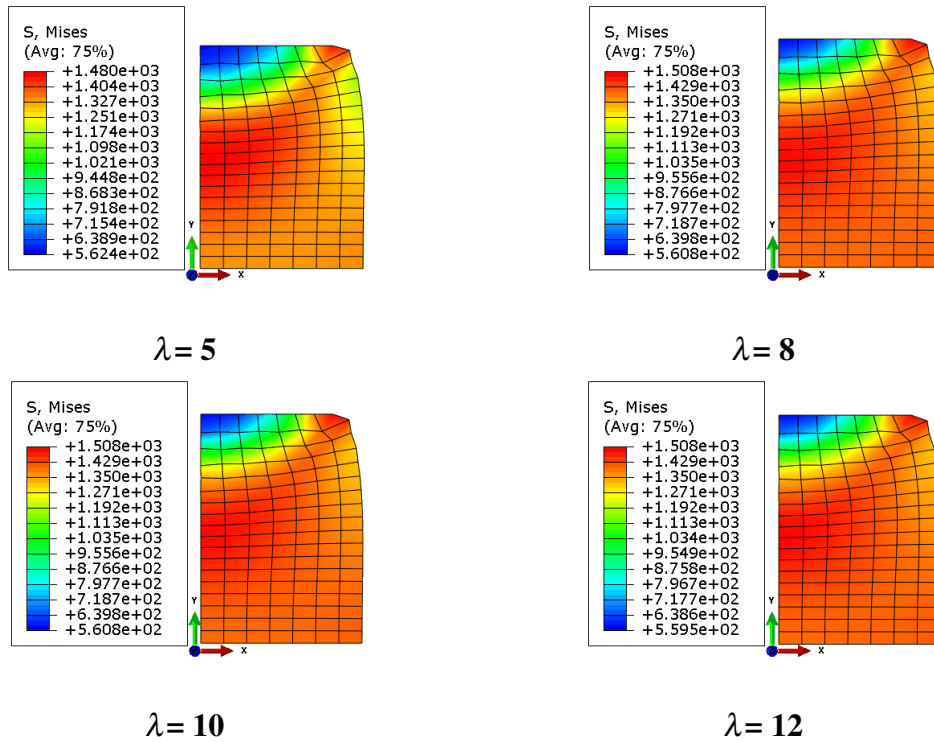 S, Mises
(Avg: 75%)
+1.480e+03
+1.404e+03
+1.327e+03
+1.251e+03
+1.174e+03
+1.098e+03
+1.021e+03
+9.448e+02
+8.683e+02
+7.918e+02
+7.154e+02
+6.389e+02
+5.624e+02
Y
X
λ= 5
S, Mises
(Avg: 75%)
+1.508e+03
+1.429e+03
+1.350e+03
+1.271e+03
+1.192e+03
+1.113e+03
+1.035e+03
+9.556e+02
+8.766e+02
+7.977e+02
+7.187e+02
+6.398e+02
+5.608e+02
Y
X
λ= 8
S, Mises
(Avg: 75%)
+1.508e+03
+1.429e+03
+1.350e+03
+1.271e+03
+1.192e+03
+1.113e+03
+1.035e+03
+9.556e+02
+8.766e+02
+7.977e+02
+7.187e+02
+6.398e+02
+5.608e+02
Y
X
λ= 10
S, Mises
(Avg: 75%)
+1.508e+03
+1.429e+03
+1.350e+03
+1.271e+03
+1.192e+03
+1.113e+03
+1.034e+03
+9.549e+02
+8.758e+02
+7.967e+02
+7.177e+02
+6.386e+02
+5.595e+02
Y
X
λ= 12